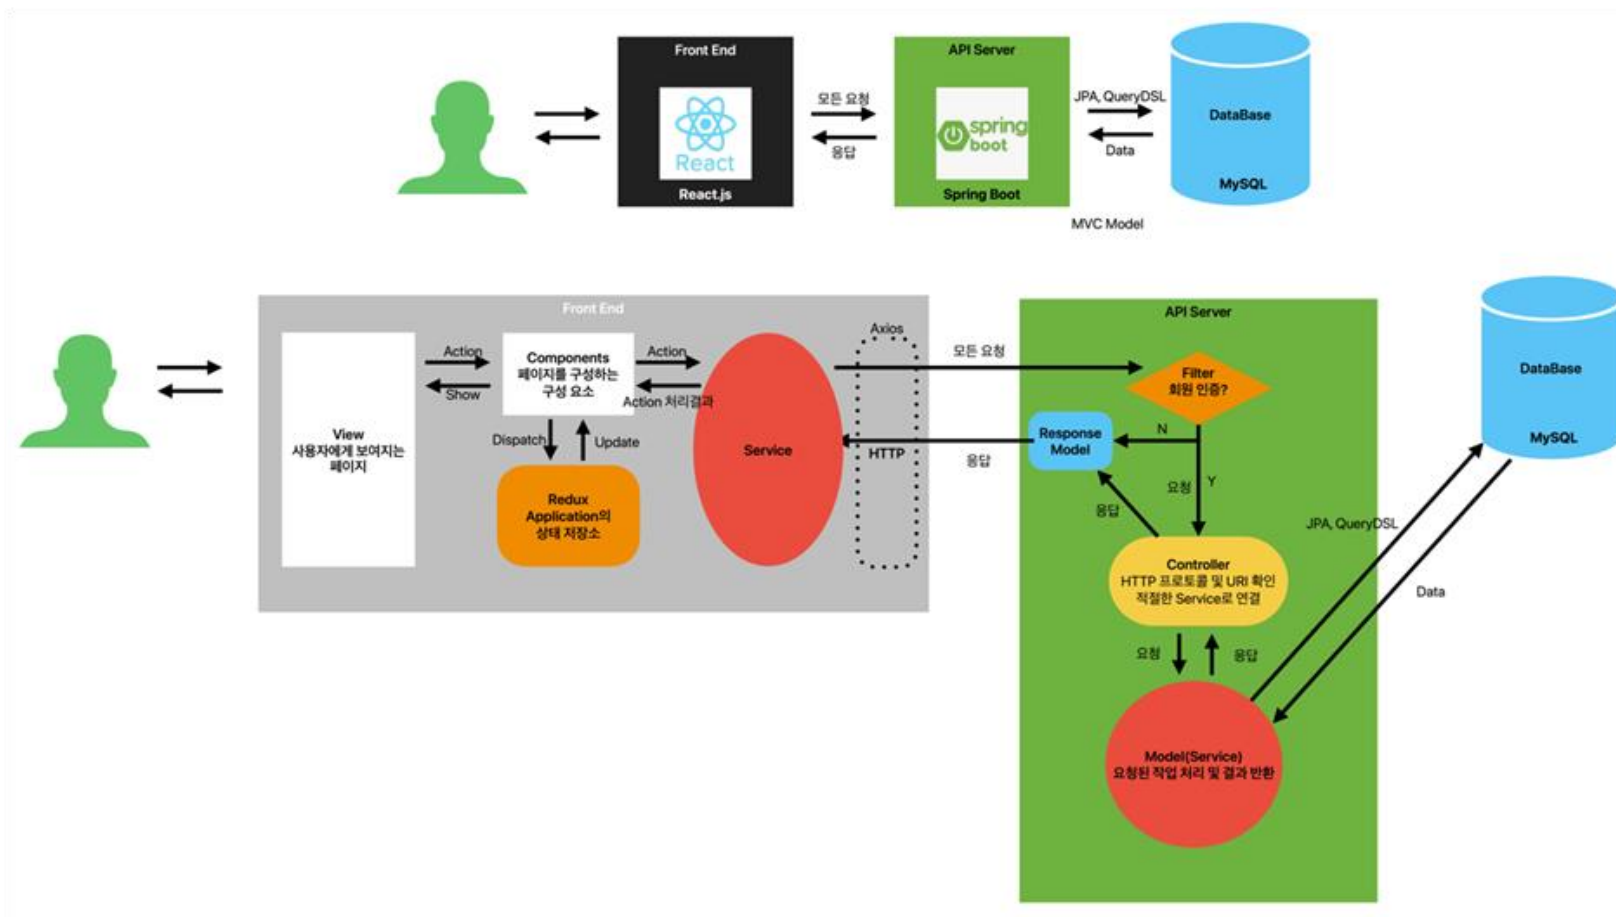 Front End
React
React.js
모든 요청
응답
API Server
spring
boot
Spring Boot
JPA, QueryDSL
Data
DataBase
MySQL
MVC Model
Front End
View
사용자에게 보여지는
페이지
Action
Show
Components
페이지를 구성하는
구성 요소
Action
Action 처리결과
Dispatch
Update
Redux
Application의
상태 저장소
Service
Axios
HTTP
모든 요청
응답
API Server
Filter
회원 인증?
N
Y
Response
Model
요청
응답
Controller
HTTP 프로토콜 및 URI 확인
적절한 Service로 연결
요청
응답
Model(Service)
요청된 작업 처리 및 결과 반환
JPA, QueryDSL
Data
DataBase
MySQL